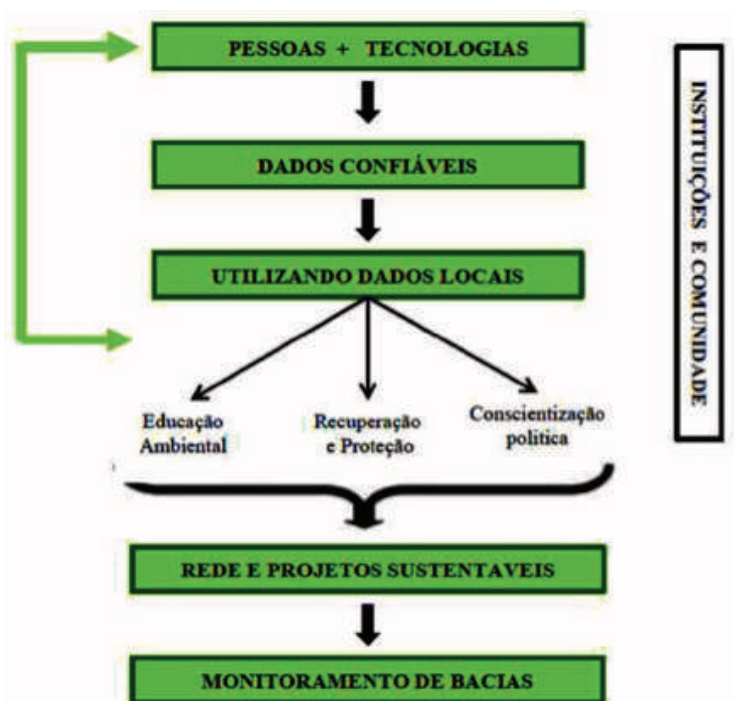 PESSOAS + TECNOLOGIAS
DADOS CONFIÁVEIS
UTILIZANDO DADOS LOCAIS
Educação
Ambiental
Recuperação
e Proteção
Conscientização
politica
REDE E PROJETOS SUSTENTAVEIS
MONITORAMENTO DE BACIAS
INSTITUIÇÕES E COMUNIDADE